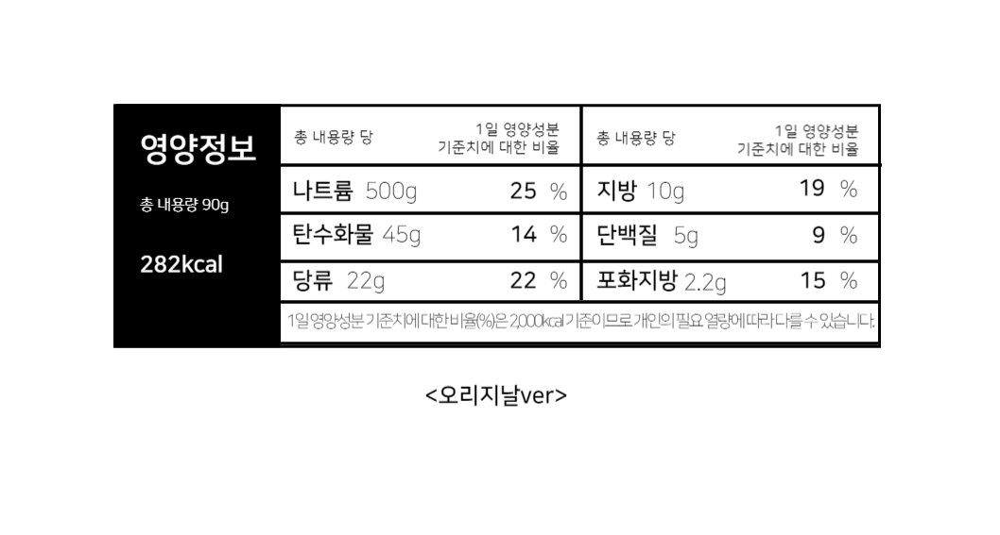 영양정보
총 내용량 90g
282kcal
총 내용량 당 1일 영양성분 기준치에 대한 비율
총 내용량 당 1일 영양성분 기준치에 대한 비율
나트륨 500g 25 %
지방 10g 19 %
탄수화물 45g 14 %
단백질 5g 9 %
당류 22g 22 %
포화지방 2.2g 15 %
1일 영양성분 기준치에 대한 비율(%)은 2,000kcal 기준이므로 개인의 필요 열량에 따라 다를 수 있습니다.
<오리지날ver>